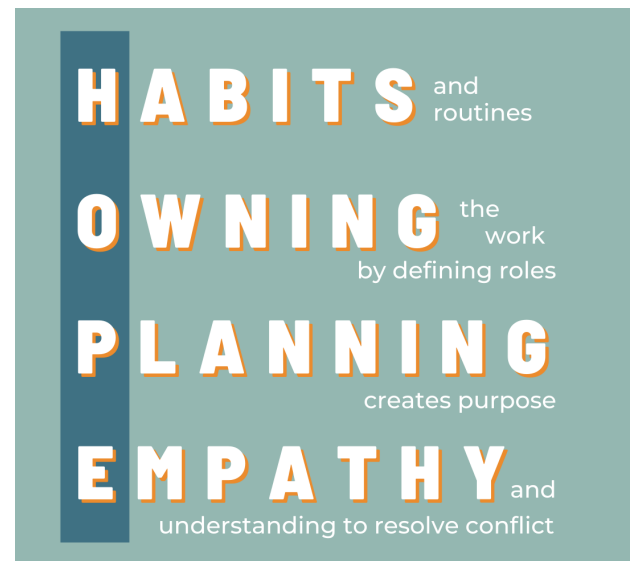 HABITS and
routines
OWNING the
work
by defining roles
PLANNING
creates purpose
EMPATHY and
understanding to resolve conflict